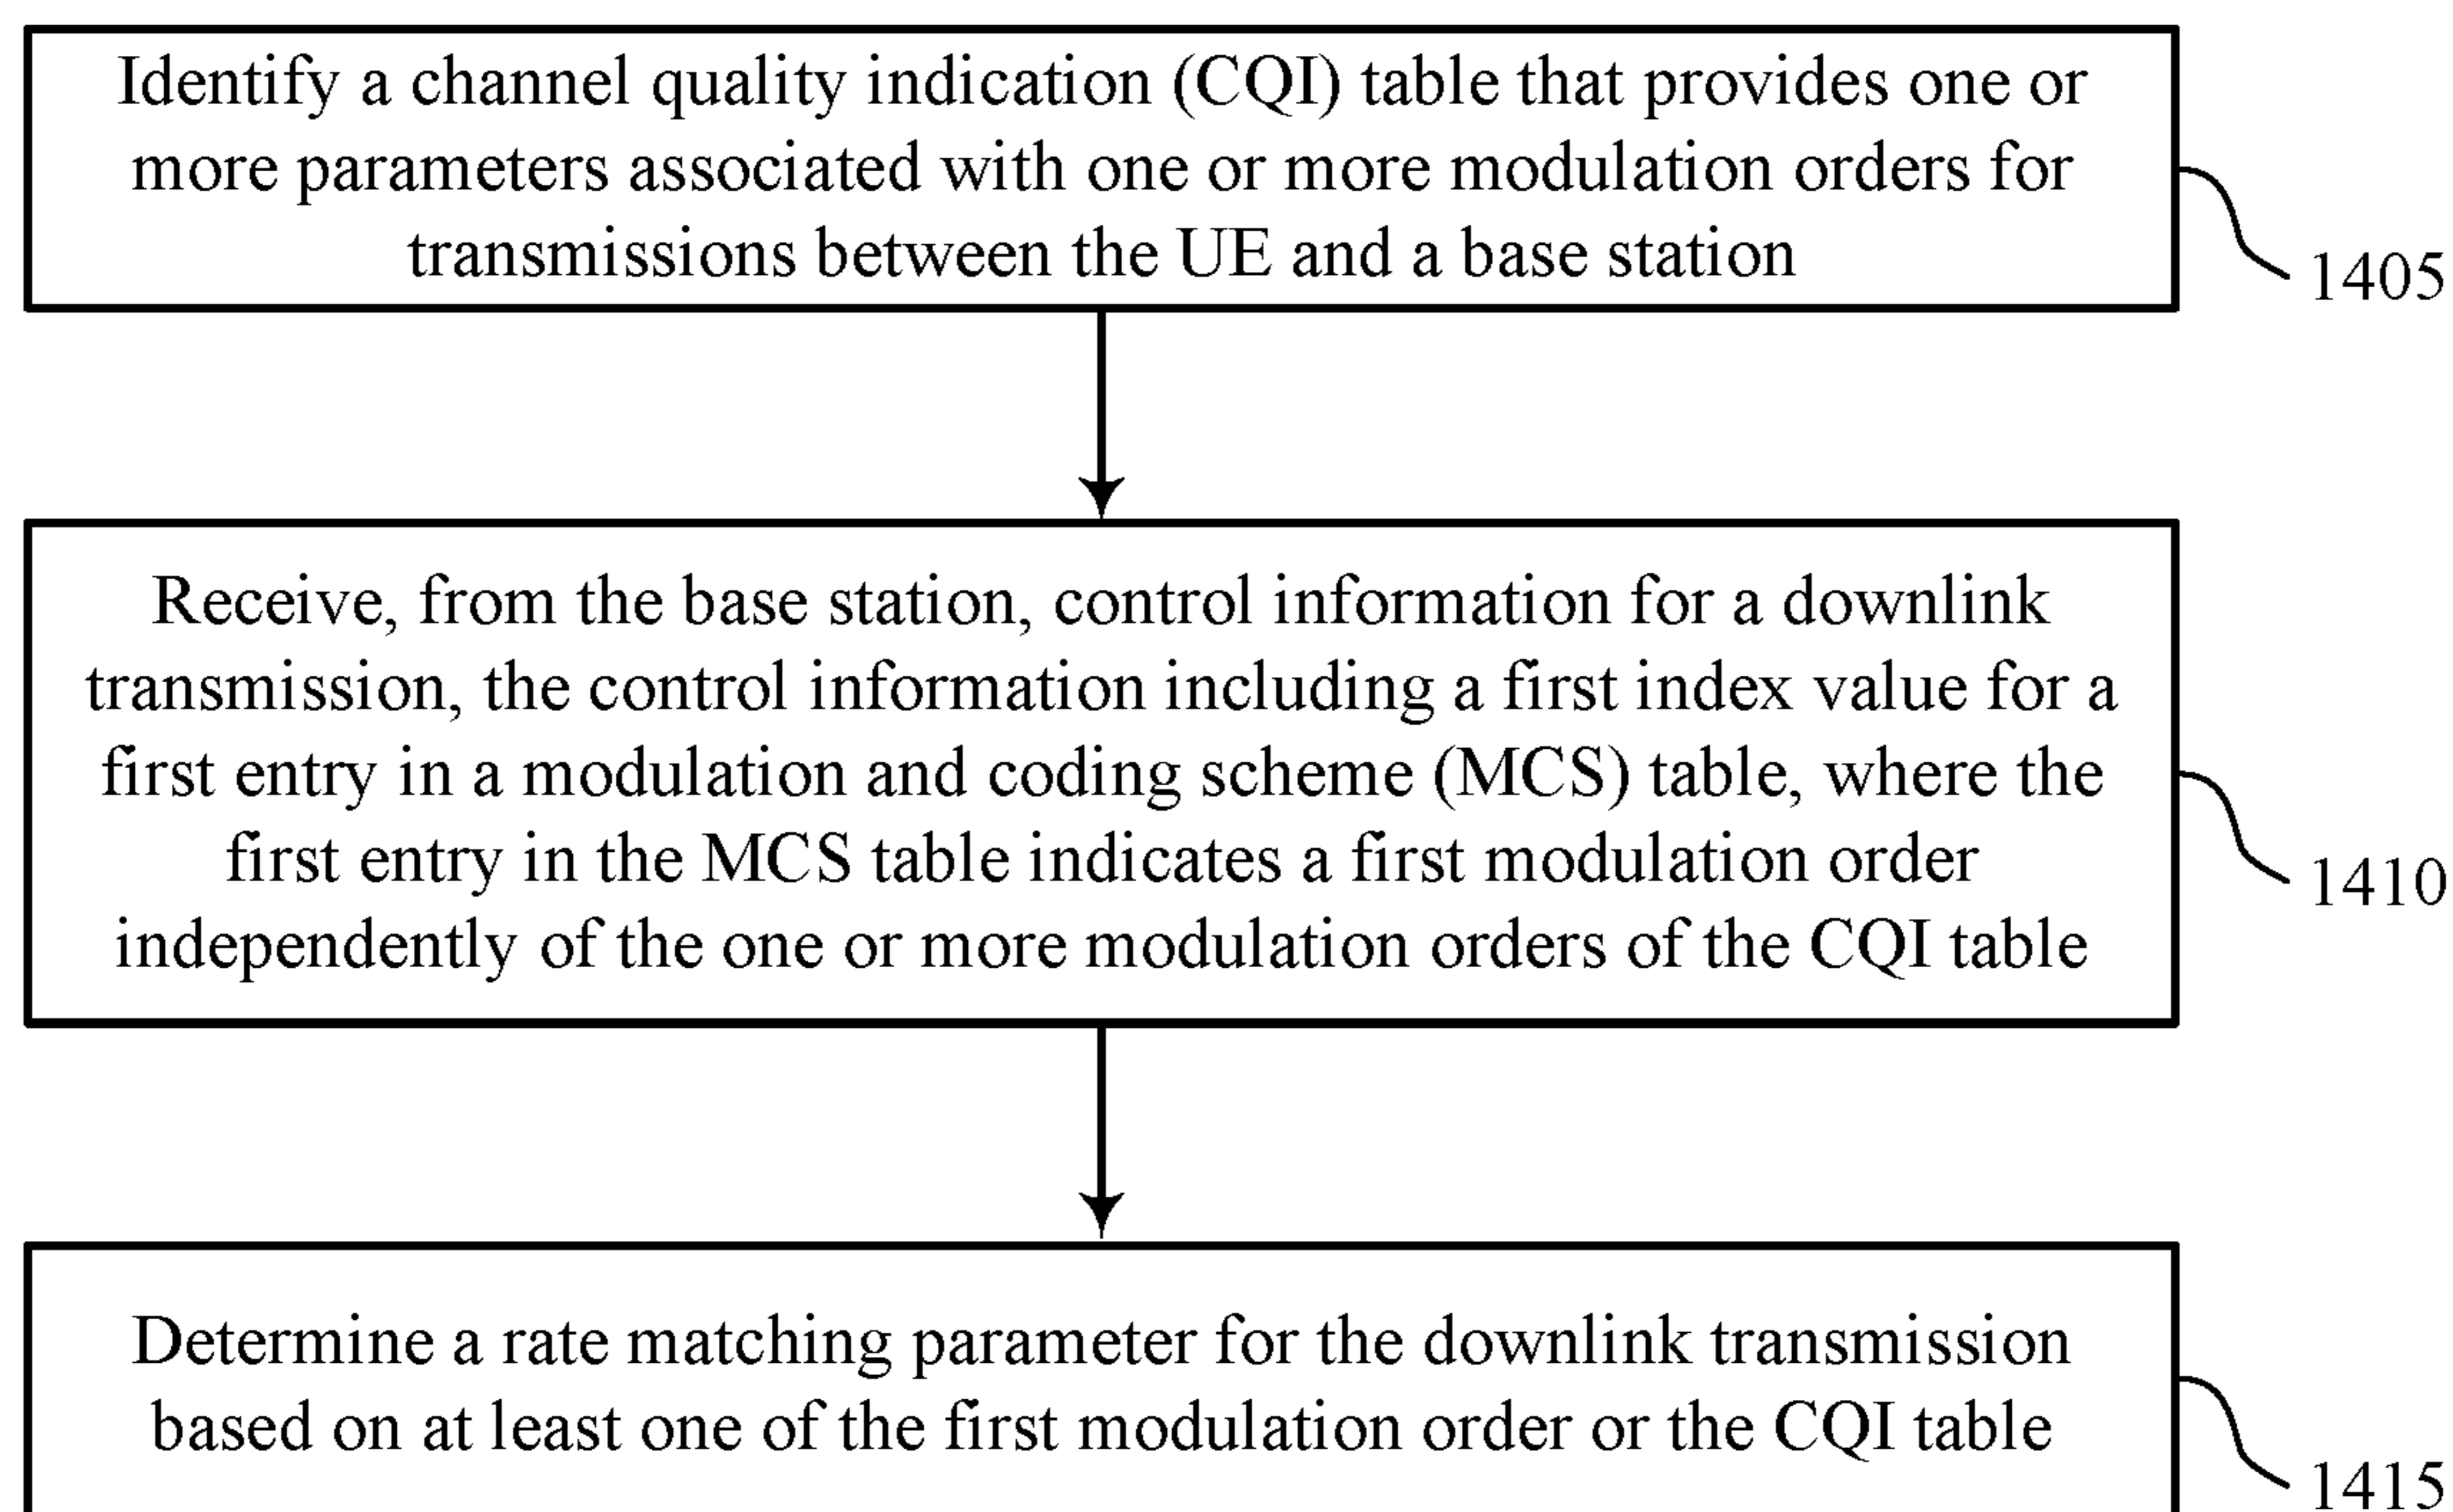 Identify a channel quality indication (CQI) table that provides one or
more parameters associated with one or more modulation orders for
transmissions between the UE and a base station
1405
Receive, from the base station, control information for a downlink
transmission, the control information including a first index value for a
first entry in a modulation and coding scheme (MCS) table, where the
first entry in the MCS table indicates a first modulation order
independently of the one or more modulation orders of the CQI table
1410
Determine a rate matching parameter for the downlink transmission
based on at least one of the first modulation order or the CQI table
1415